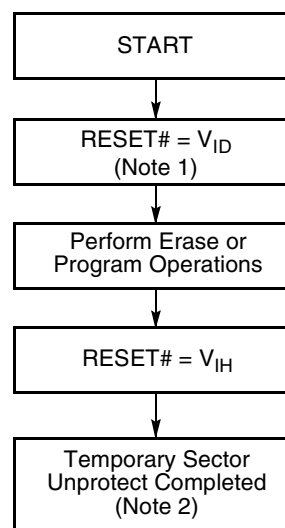 START
RESET# = VID
(Note 1)
Perform Erase or
Program Operations
RESET# = VIH
Temporary Sector
Unprotect Completed
(Note 2)